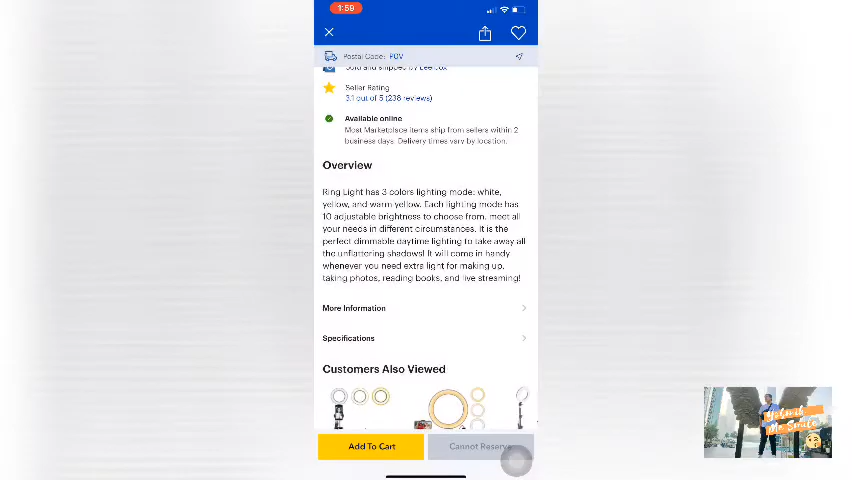 1:59
Postal Code: P0V
Sold and shipped by
Seller Rating
3.1 out of 5 (238 reviews)
Available online
Most Marketplace items ship from sellers within 2
business days. Delivery times vary by location.
Overview
Ring Light has 3 colors lighting mode: white,
yellow, and warm yellow. Each lighting mode has
10 adjustable brightness to choose from, meet all
your needs in different circumstances. It is the
perfect dimmable daytime lighting to take away all
the unflattering shadows! It will come in handy
whenever you need extra light for making up,
taking photos, reading books, and live streaming!
More Information
Specifications
Customers Also Viewed
Add To Cart
Cannot Reserve
Mr Smile